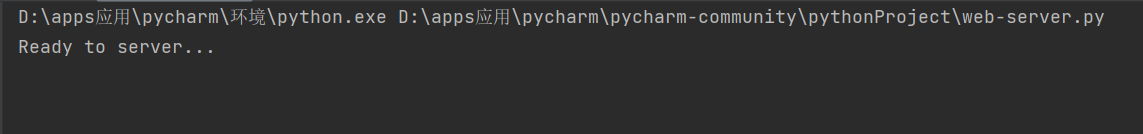 D:\apps应用\pycharm\环境\python.exe D:\apps应用\pycharm\pycharm-community\pythonProject\web-server.py
Ready to server...